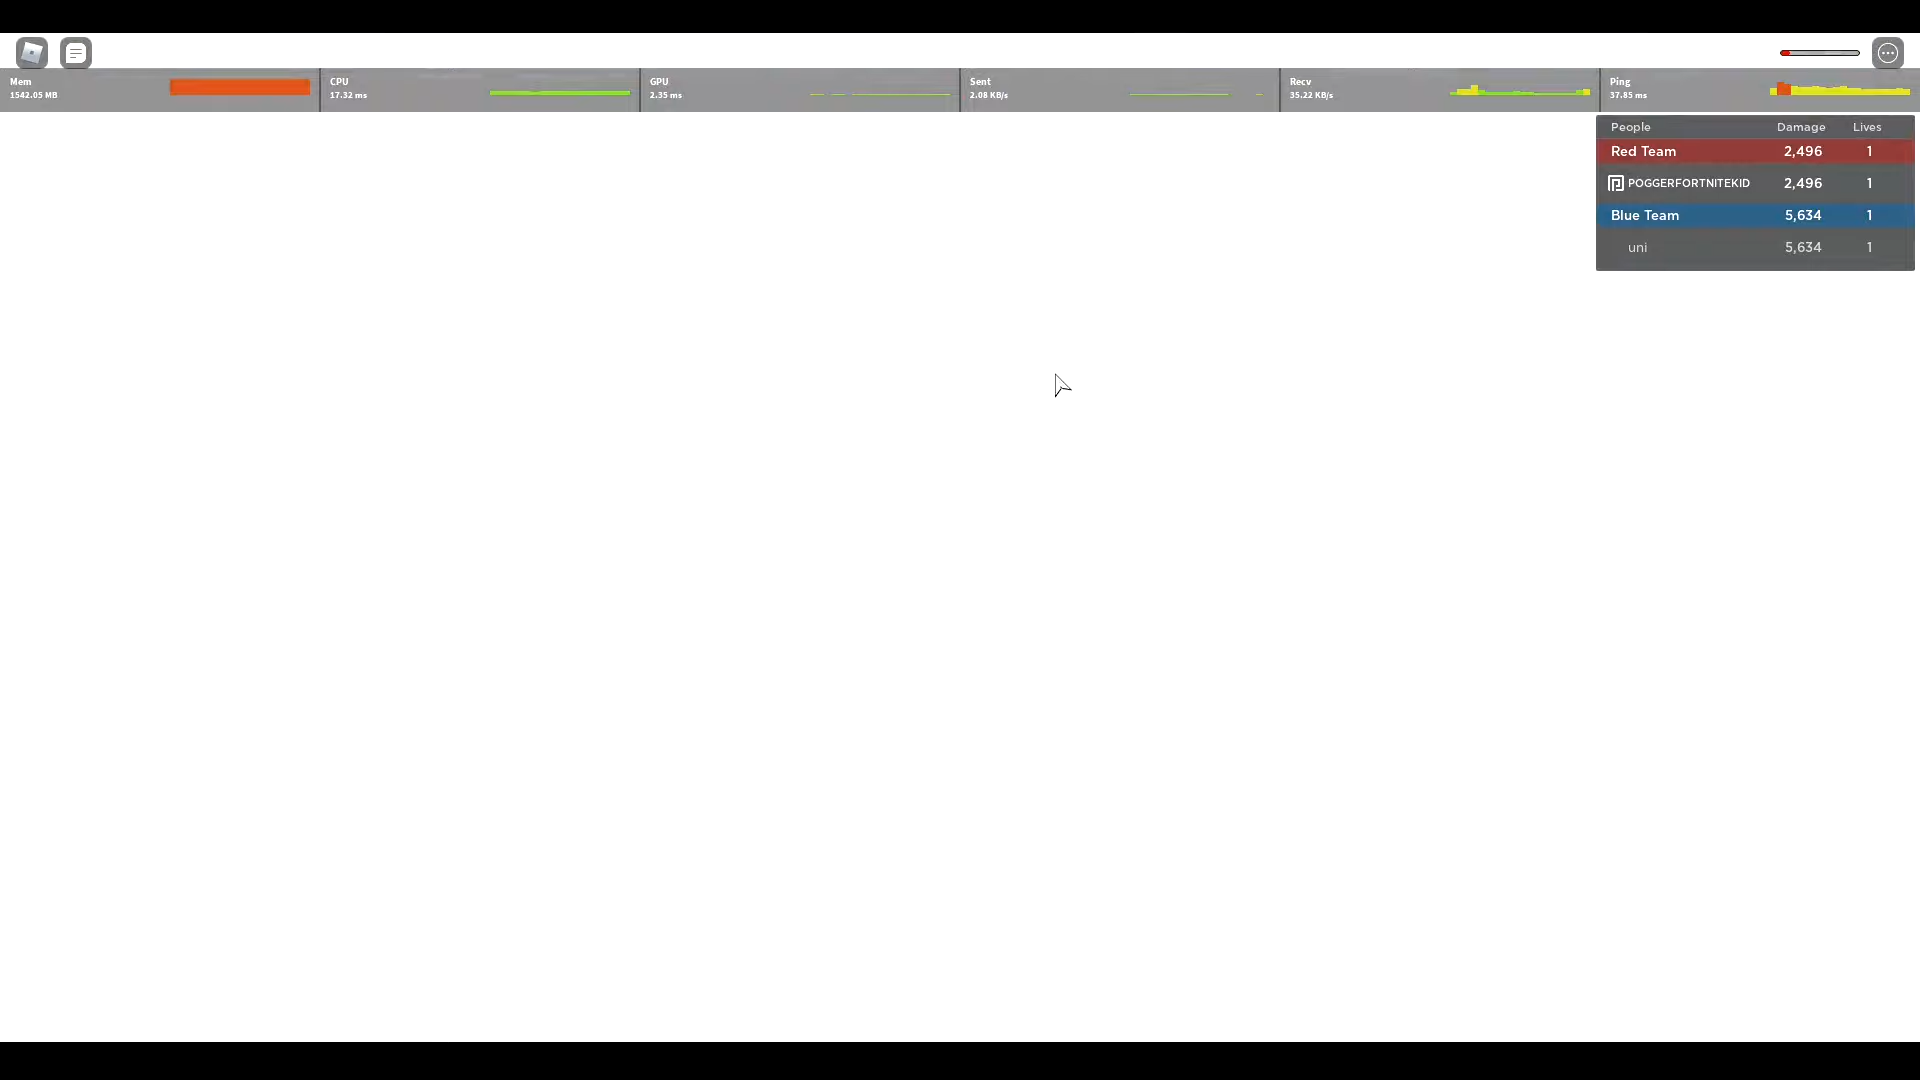 Mem
1542.05 MB
CPU
17.32 ms
GPU
2.35 ms
Sent
2.08 KB/s
Recv
35.22 KB/s
Ping
37.85 ms
People Damage Lives
Red Team 2,496 1
POGGERFORTNITEKID 2,496 1
Blue Team 5,634 1
uni 5,634 1